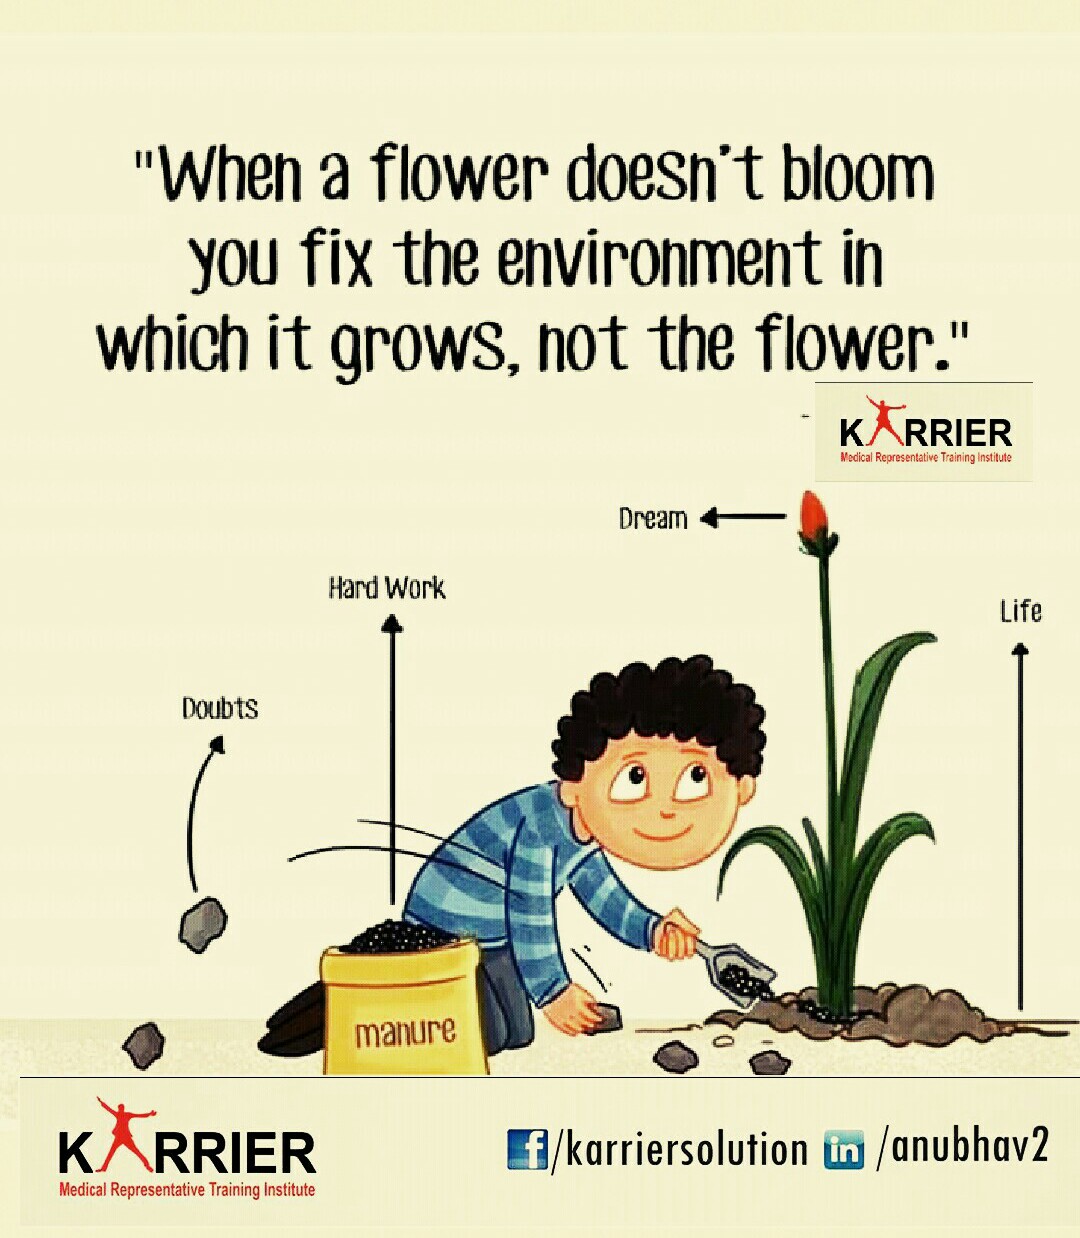 "When a flower doesn't bloom
you fix the environment in
which it grows, not the flower."
- KARRIER
Medical Representative Training Institute
Dream
Hard Work
Life
Doubts
manure
KARRIER
Medical Representative Training Institute
f/karriersolution in /anubhav2